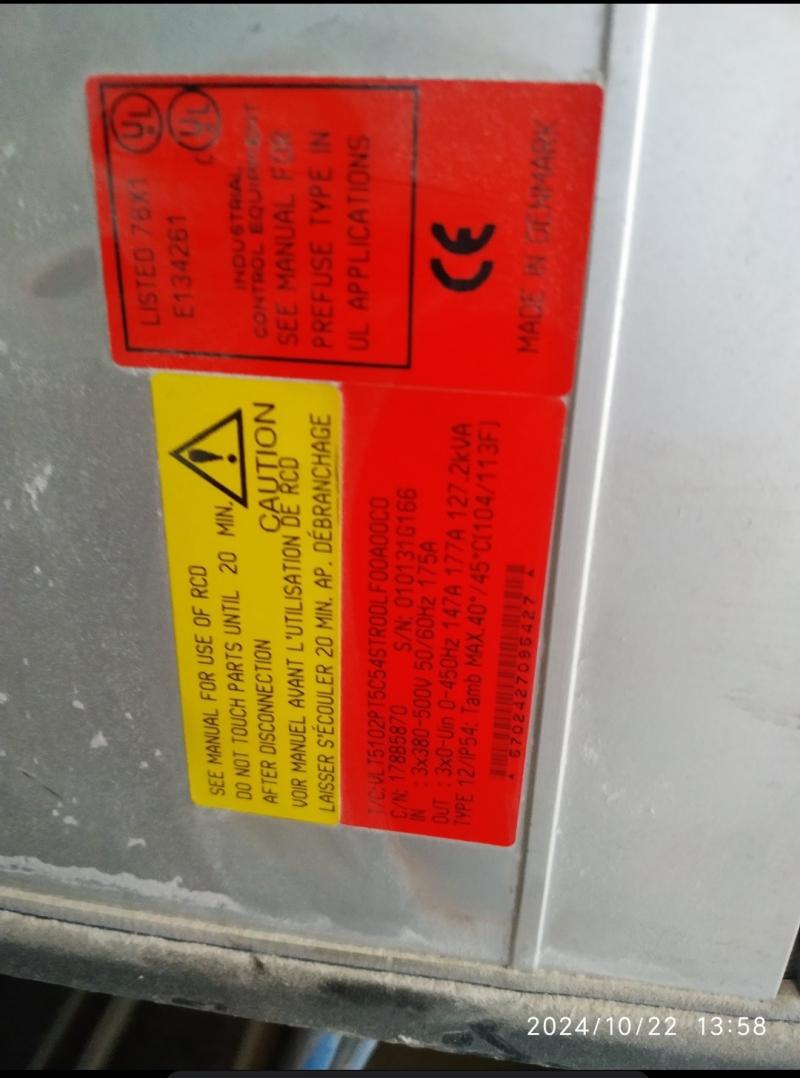 LISTED 76X1
E134261
UL
c UL
INDUSTRIAL
CONTROL EQUIPMENT
SEE MANUAL FOR
PREFUSE TYPE IN
UL APPLICATIONS
CE
MADE IN DENMARK
SEE MANUAL FOR USE OF RCD
DO NOT TOUCH PARTS UNTIL 20 MIN.
AFTER DISCONNECTION
CAUTION
VOIR MANUEL AVANT L'UTILISATION DE RCD
LAISSER S'ÉCOULER 20 MIN. AP. DÉBRANCHAGE
T/C:VLT5102PT5C54STR0DLF00A00C0
C/N: 178B5870 S/N: 010131G166
IN : 3x380-500V 50/60Hz 175A
OUT : 3x0-Uin 0-450Hz 147A 177A 127.2kVA
TYPE 12/IP54: Tamb MAX.40°/45°C(104/113F)
A 5702427095427 A
2024/10/22 13:58